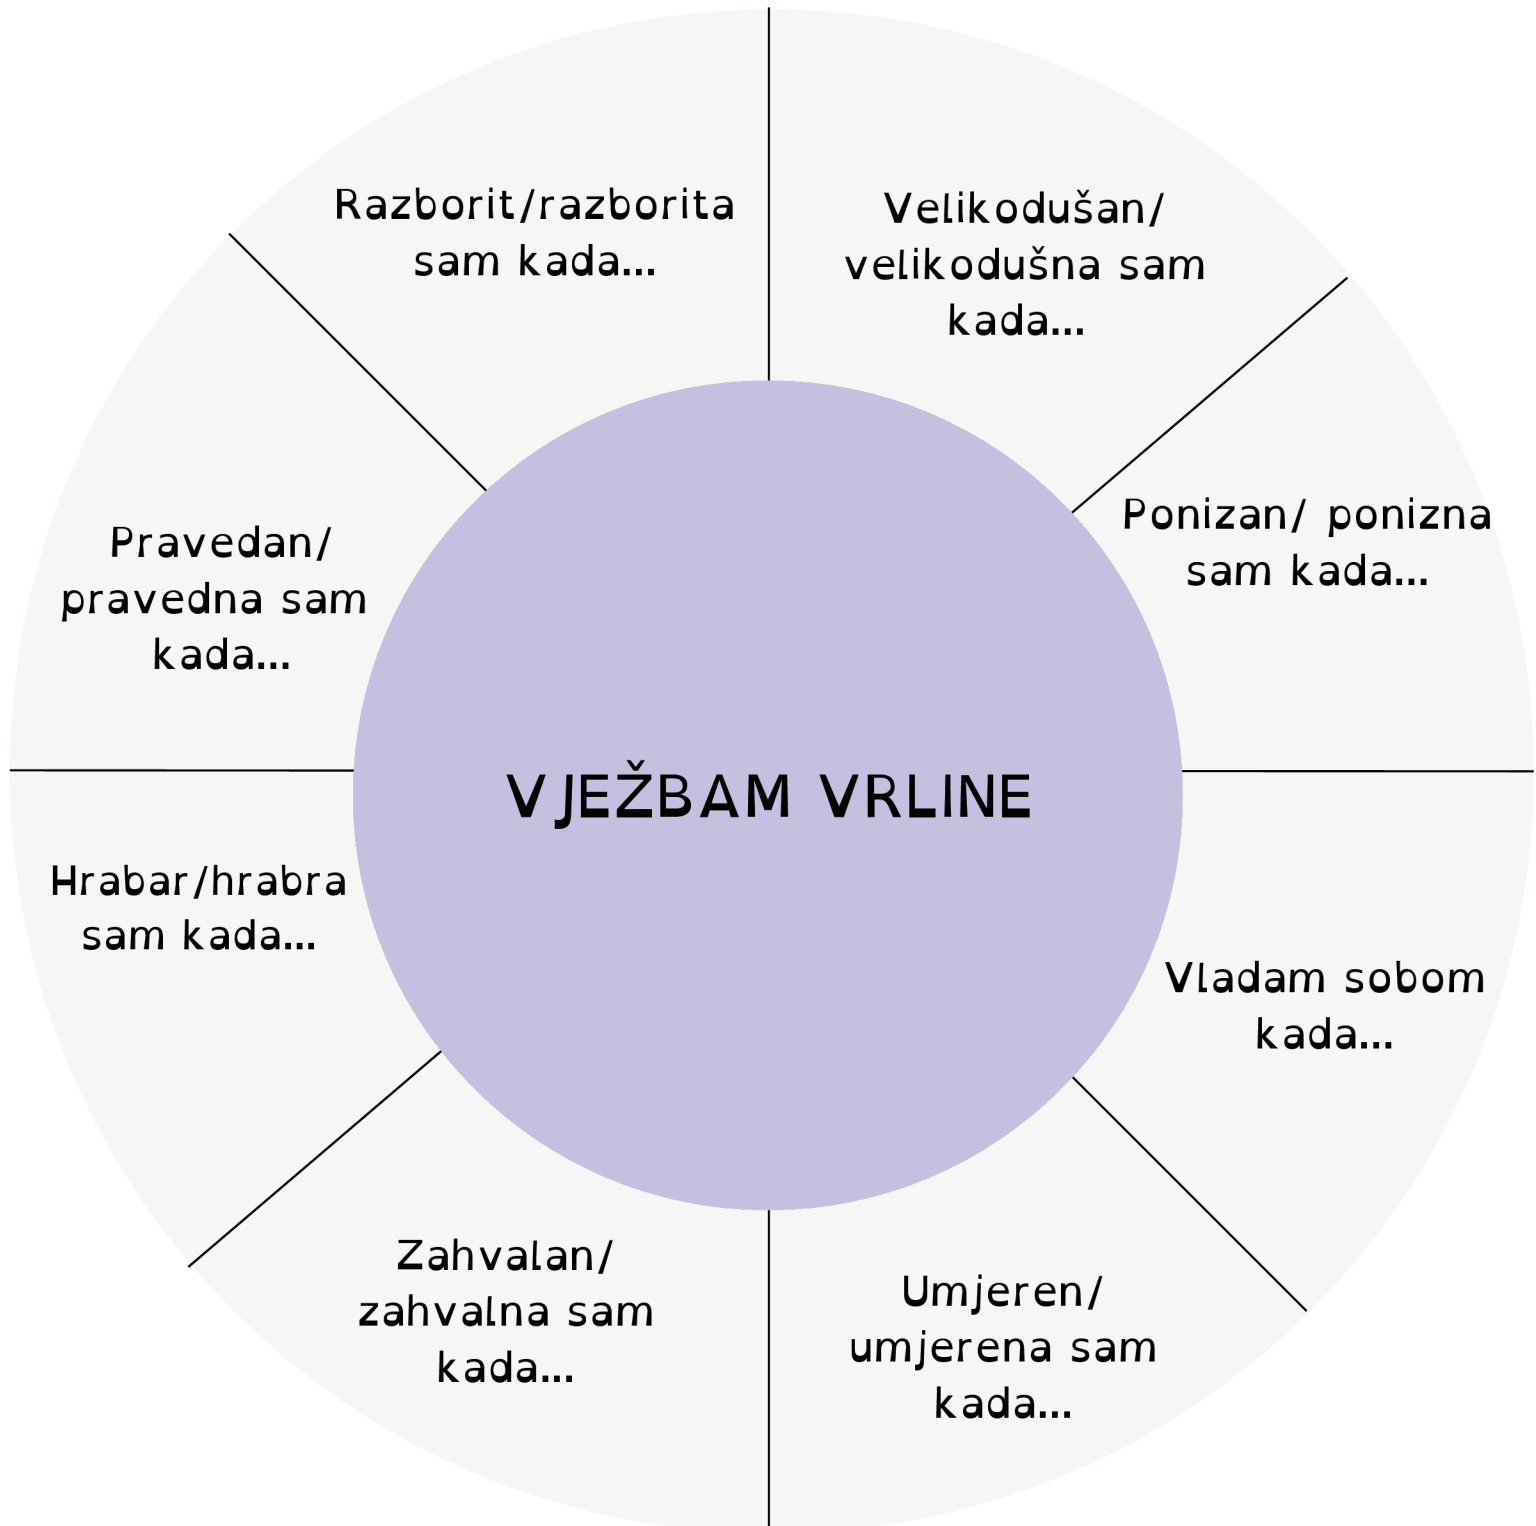 Razborit/razborita
sam kada...
Velikodušan/
velikodušna sam
kada...
Ponizan/ ponizna
sam kada...
Pravedan/
pravedna sam
kada...
VJEŽBAM VRLINE
Hrabar/hrabra
sam kada...
Vladam sobom
kada...
Zahvalan/
zahvalna sam
kada...
Umjeren/
umjerena sam
kada...